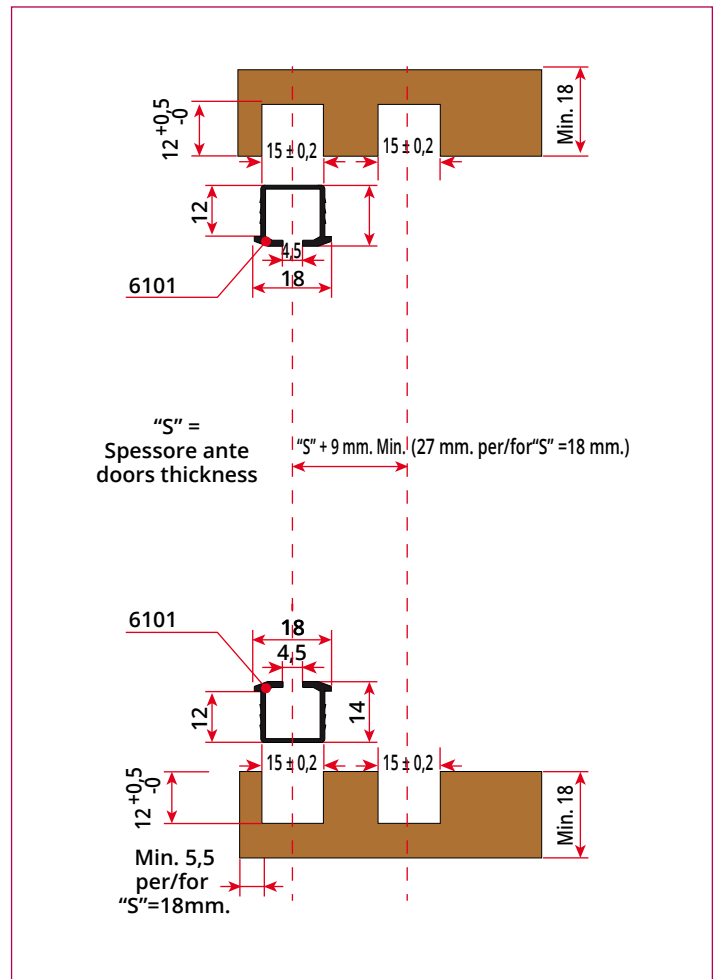 12 +0,5 -0
15 ± 0,2
15 ± 0,2
Min. 18
12
4,5
18
6101
“S” =
Spessore ante
doors thickness
“S” + 9 mm. Min. (27 mm. per/for“S” =18 mm.)
6101
18
4,5
12
14
15 ± 0,2
15 ± 0,2
12 +0,5 -0
Min. 18
Min. 5,5
per/for
“S”=18mm.